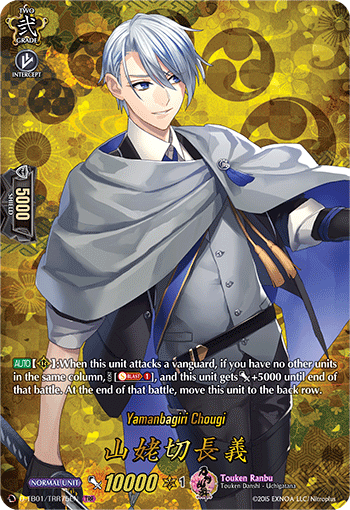 TWO
弐
GRADE
INTERCEPT
5000
SHIELD
AUTO【 】:When this unit attacks a vanguard, if you have no other units
in the same column, [ BLAST 1], and this unit gets +5000 until end of
that battle. At the end of that battle, move this unit to the back row.
Yamanbagiri Chougi
山姥切長義
NORMAL UNIT
10000 1
Touken Ranbu
Touken Danshi - Uchigatana
©2015 EXNOA LLC/Nitroplus